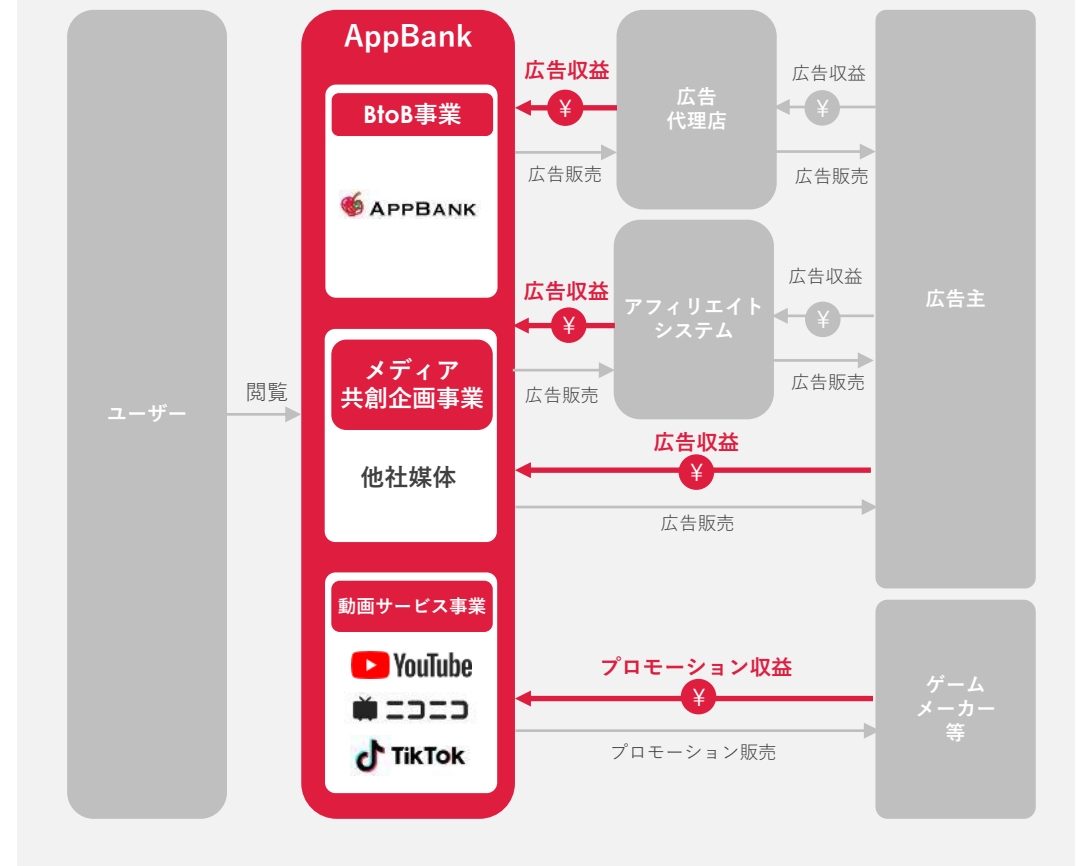 ユーザー
閲覧
AppBank
BtoB事業
APPBANK
メディア
共創企画事業
他社媒体
動画サービス事業
YouTube
ニコニコ
TikTok
広告収益
¥
広告販売
広告
代理店
広告収益
¥
広告販売
広告収益
¥
広告販売
アフィリエイト
システム
広告収益
¥
広告販売
広告収益
¥
広告販売
広告主
プロモーション収益
¥
プロモーション販売
ゲーム
メーカー
等